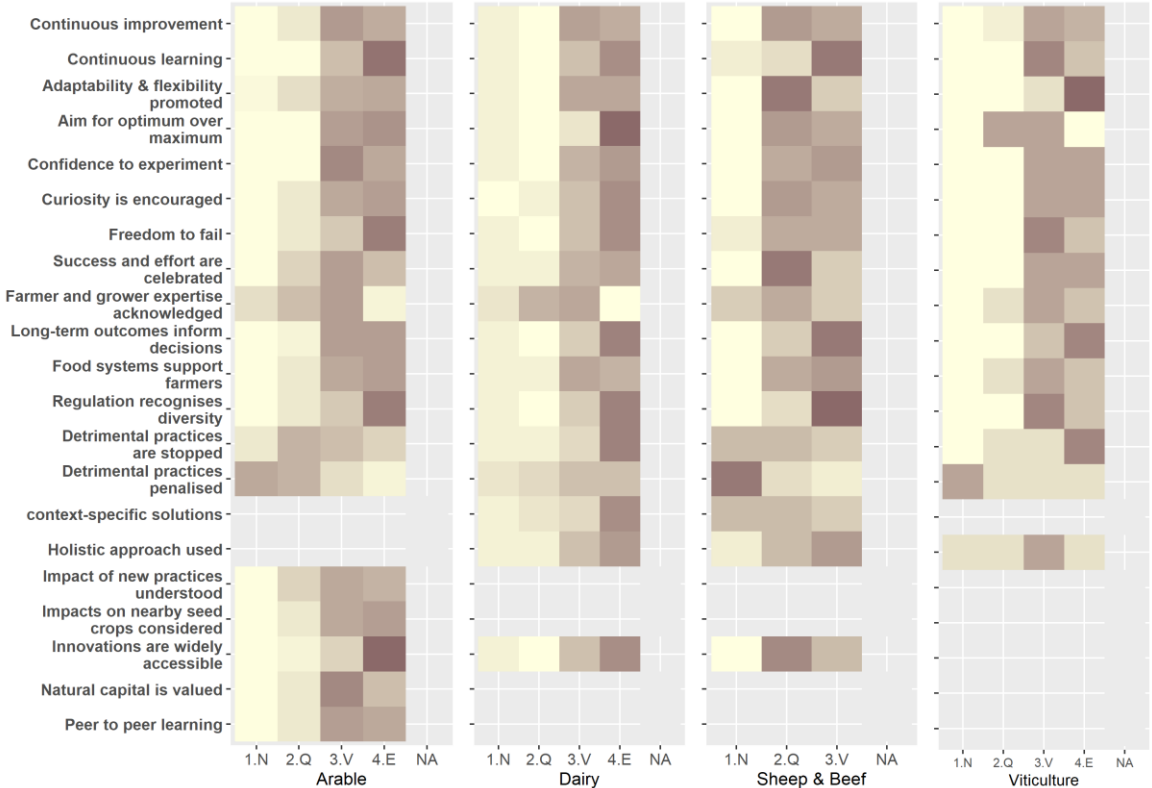 Continuous improvement
Continuous learning
Adaptability & flexibility
promoted
Aim for optimum over
maximum
Confidence to experiment
Curiosity is encouraged
Freedom to fail
Success and effort are
celebrated
Farmer and grower expertise
acknowledged
Long-term outcomes inform
decisions
Food systems support
farmers
Regulation recognises
diversity
Detrimental practices
are stopped
Detrimental practices
penalised
context-specific solutions
Holistic approach used
Impact of new practices
understood
Impacts on nearby seed
crops considered
Innovations are widely
accessible
Natural capital is valued
Peer to peer learning
1.N 2.Q 3.V 4.E NA
Arable
1.N 2.Q 3.V 4.E NA
Dairy
1.N 2.Q 3.V NA
Sheep & Beef
1.N 2.Q 3.V 4.E NA
Viticulture